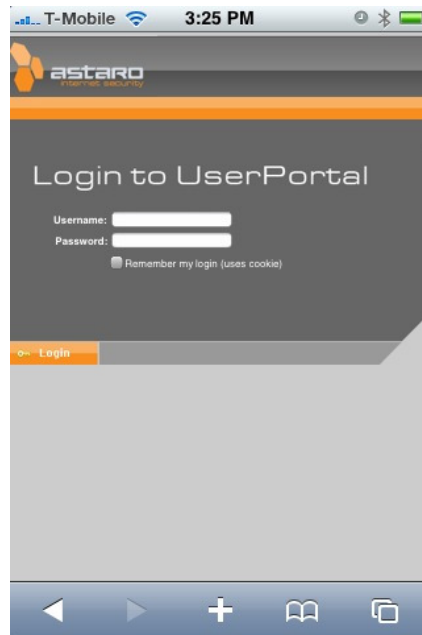 T-Mobile 3:25 PM
astaro
internet security
Login to UserPortal
Username:
Password:
Remember my login (uses cookie)
Login